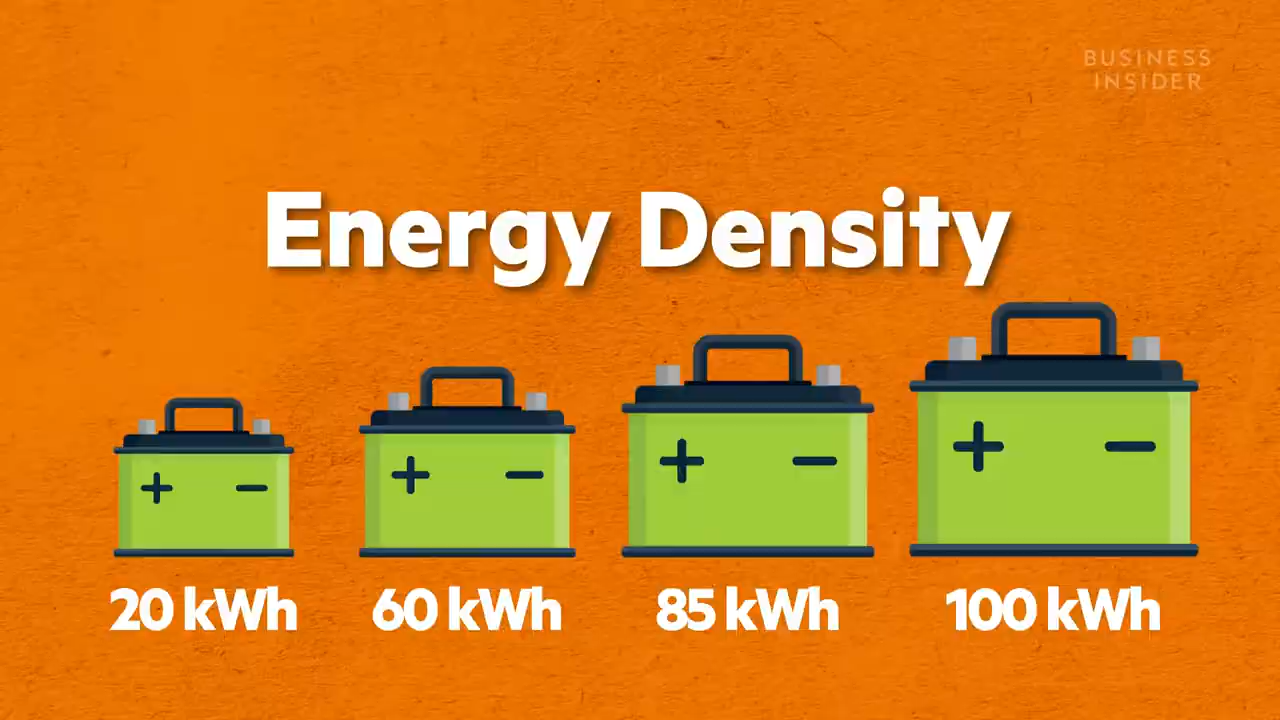 BUSINESS
INSIDER
Energy Density
+ − + − + − + −
20 kWh 60 kWh 85 kWh 100 kWh